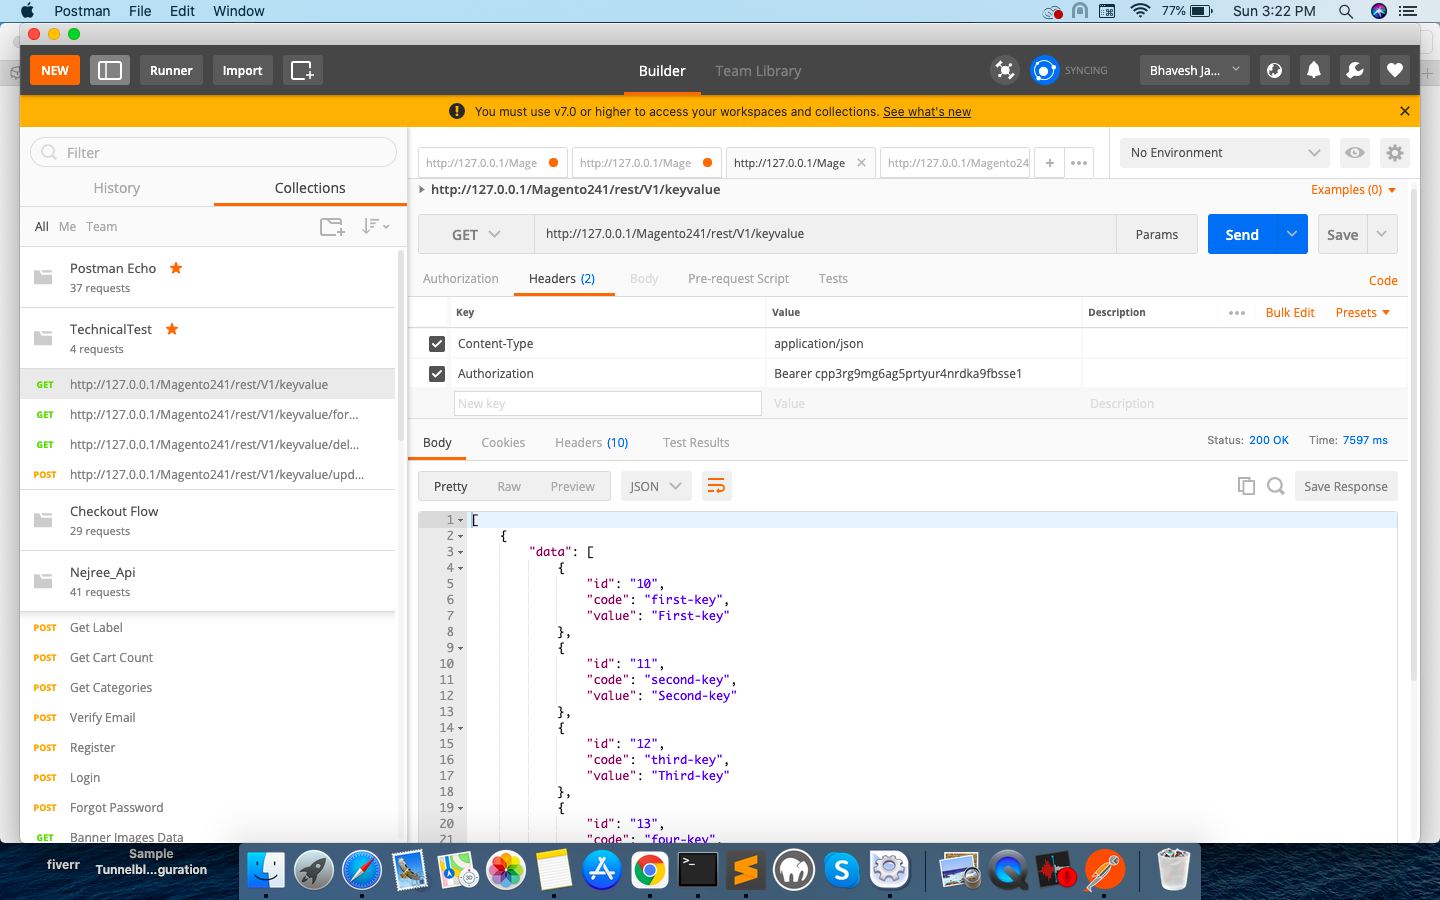 Postman File Edit Window 77% Sun 3:22 PM
NEW Runner Import Builder Team Library SYNCING Bhavesh Ja...
You must use v7.0 or higher to access your workspaces and collections. See what's new
Filter
History Collections
All Me Team
Postman Echo
37 requests
TechnicalTest
4 requests
GET http://127.0.0.1/Magento241/rest/V1/keyvalue
GET http://127.0.0.1/Magento241/rest/V1/keyvalue/for...
GET http://127.0.0.1/Magento241/rest/V1/keyvalue/del...
POST http://127.0.0.1/Magento241/rest/V1/keyvalue/upd...
Checkout Flow
29 requests
Nejree_Api
41 requests
POST Get Label
POST Get Cart Count
POST Get Categories
POST Verify Email
POST Register
POST Login
POST Forgot Password
GET Banner Images Data
http://127.0.0.1/Mage http://127.0.0.1/Mage http://127.0.0.1/Mage http://127.0.0.1/Magento24 No Environment
http://127.0.0.1/Magento241/rest/V1/keyvalue Examples (0)
GET http://127.0.0.1/Magento241/rest/V1/keyvalue Params Send Save
Authorization Headers (2) Body Pre-request Script Tests Code
Key Value Description Bulk Edit Presets
Content-Type application/json
Authorization Bearer cpp3rg9mg6ag5prtyur4nrdka9fbsse1
New key Value Description
Body Cookies Headers (10) Test Results Status: 200 OK Time: 7597 ms
Pretty Raw Preview JSON Save Response
1 [
2 {
3 "data": [
4 {
5 "id": "10",
6 "code": "first-key",
7 "value": "First-key"
8 },
9 {
10 "id": "11",
11 "code": "second-key",
12 "value": "Second-key"
13 },
14 {
15 "id": "12",
16 "code": "third-key",
17 "value": "Third-key"
18 },
19 {
20 "id": "13",
21 "code": "four-key",
fiverr Sample
Tunnelbl...guration